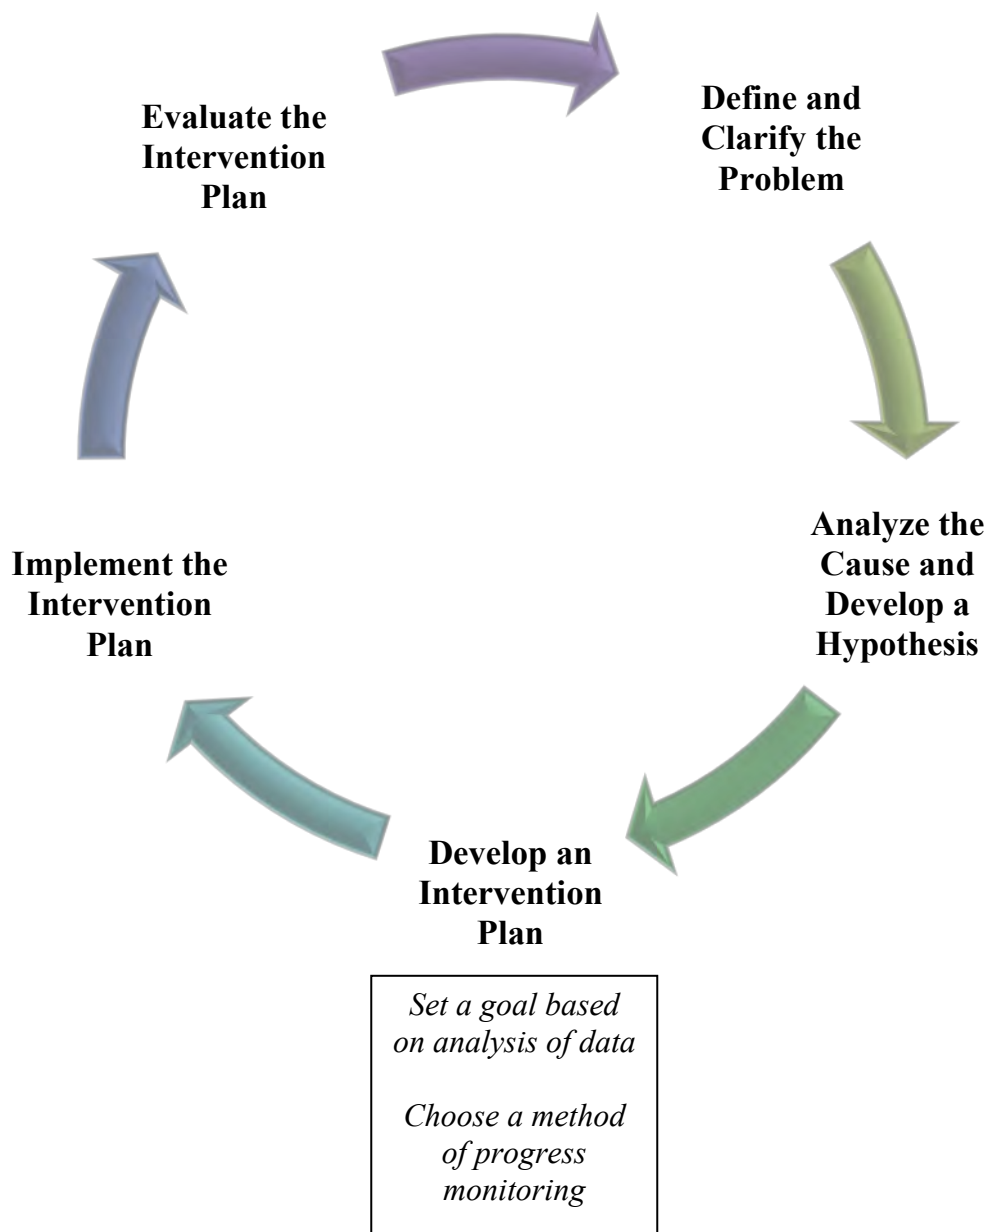 Evaluate the
Intervention
Plan
Define and
Clarify the
Problem
Analyze the
Cause and
Develop a
Hypothesis
Develop an
Intervention
Plan
Set a goal based
on analysis of data
Choose a method
of progress
monitoring
Implement the
Intervention
Plan